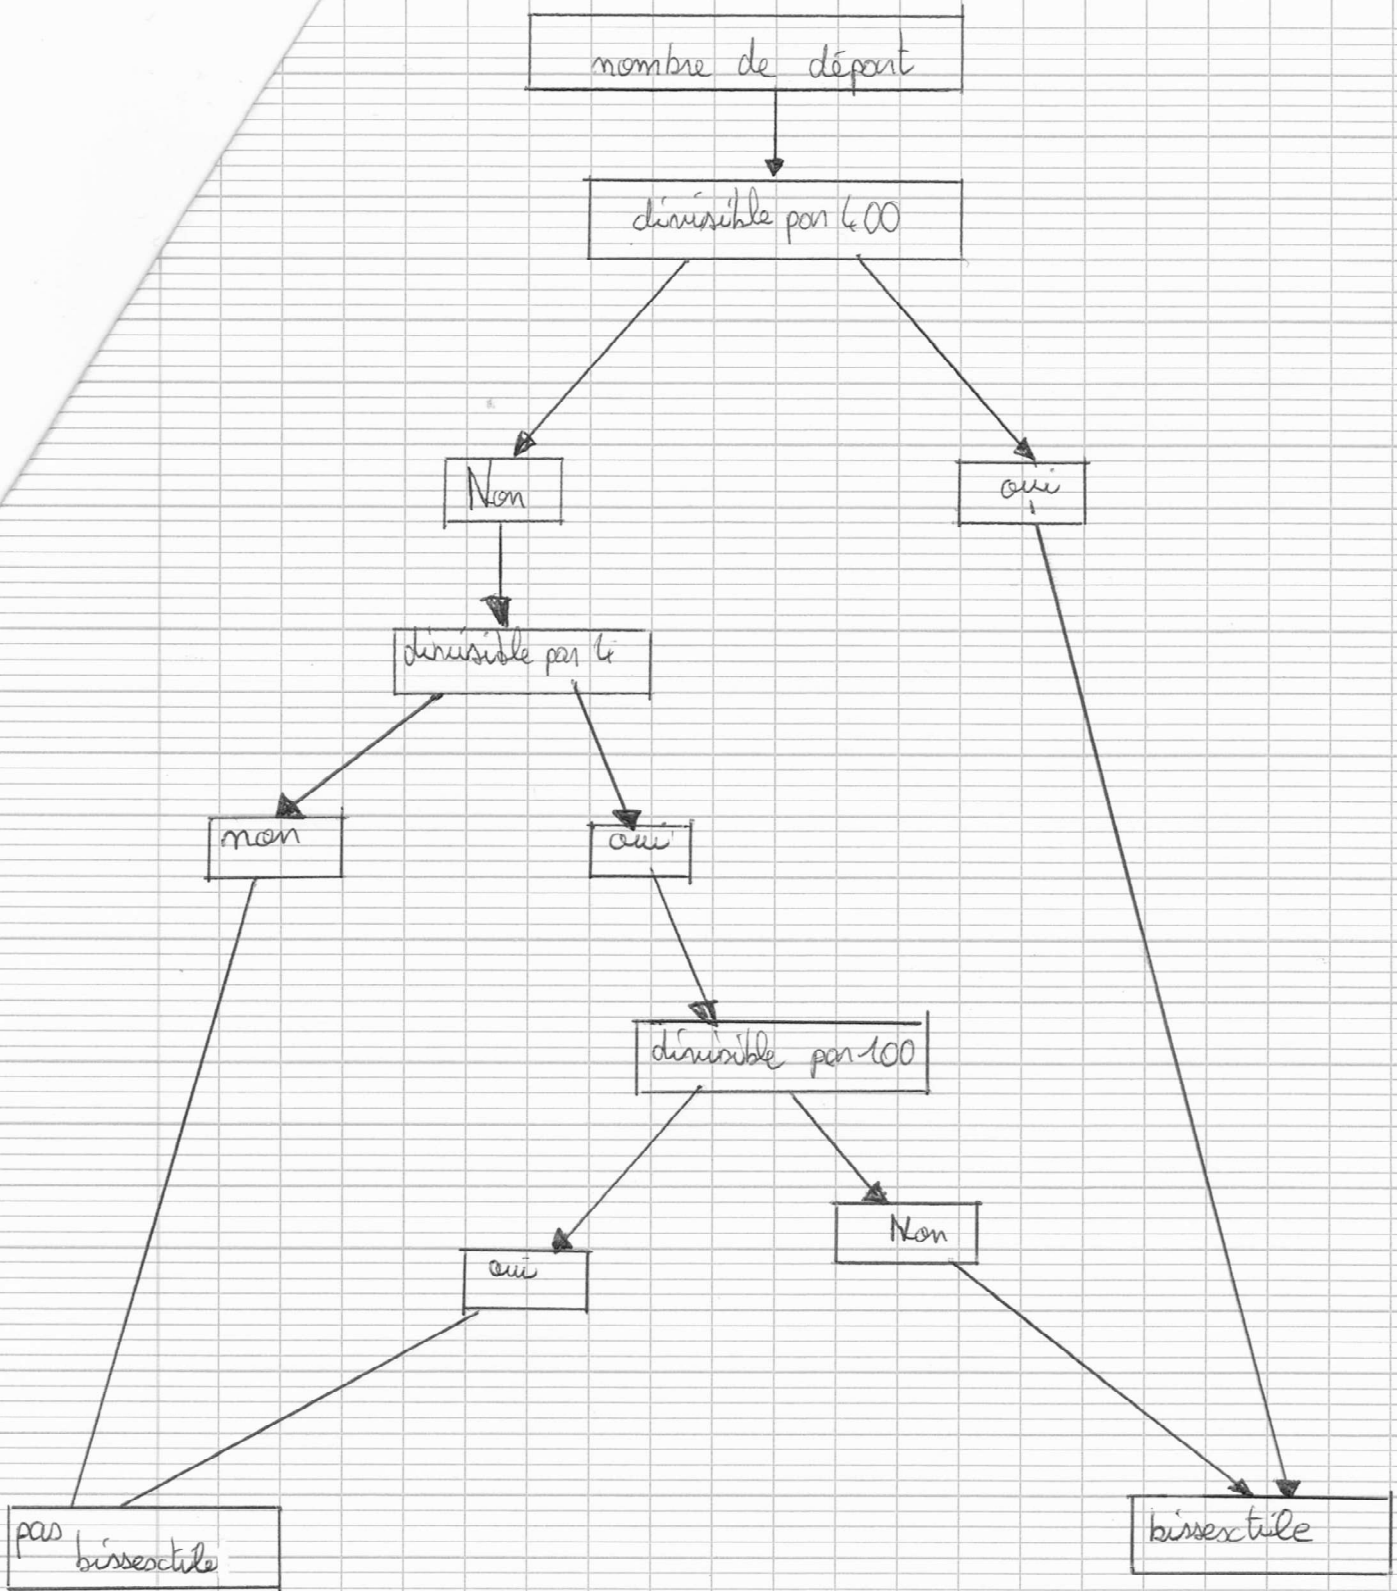 nombre de départ
divisible par 400
Non
oui
divisible par 4
non
oui
divisible par 100
Non
oui
pas
bissextile
bissextile